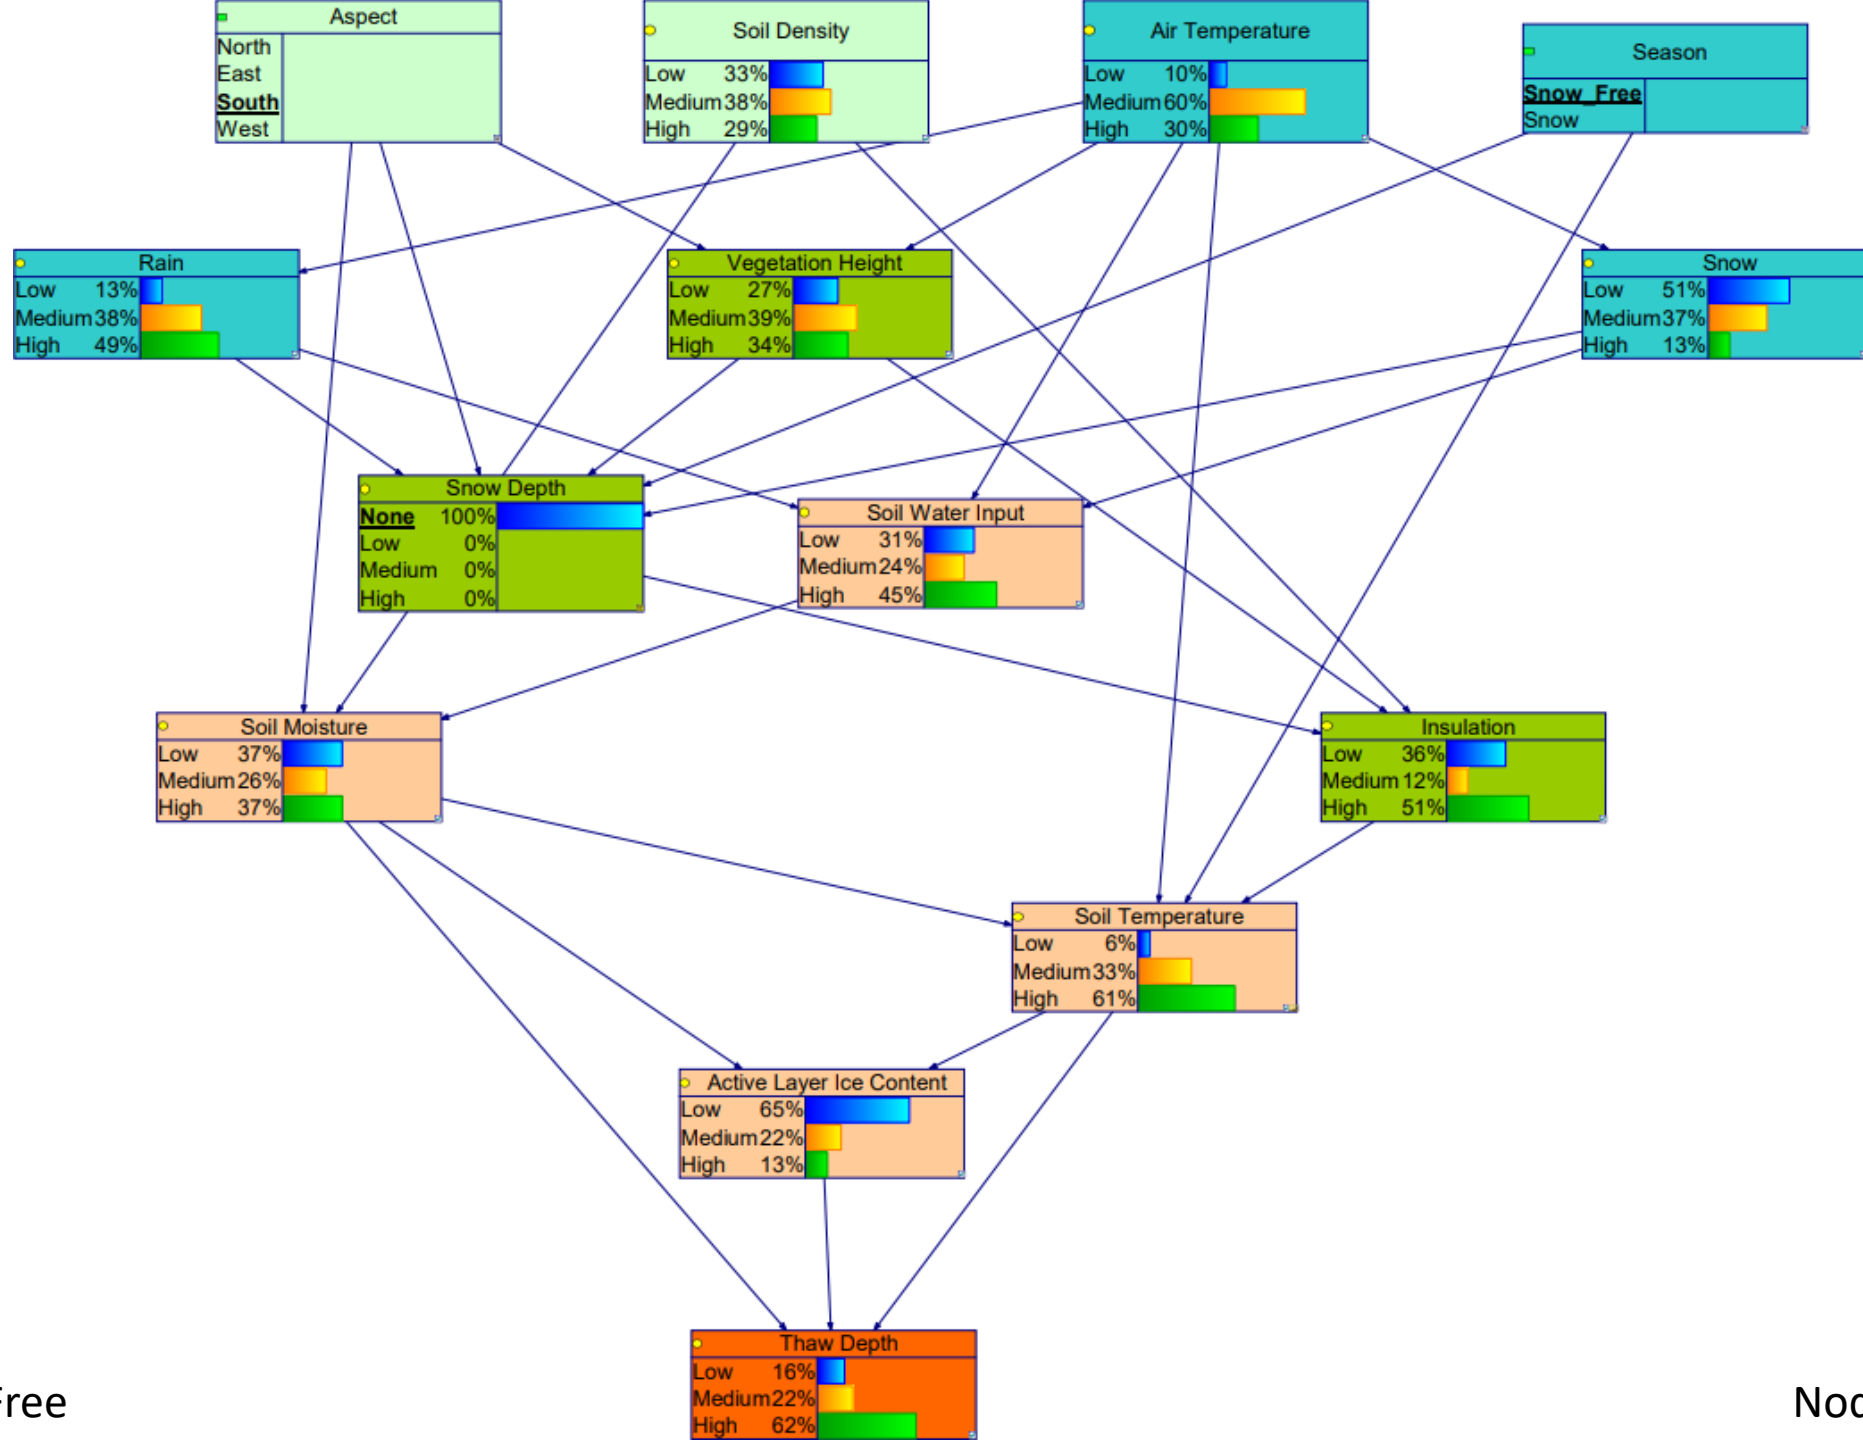 Aspect
North
East
South
West
Soil Density
Low 33%
Medium 38%
High 29%
Air Temperature
Low 10%
Medium 60%
High 30%
Season
Snow_Free
Snow
Rain
Low 13%
Medium 38%
High 49%
Vegetation Height
Low 27%
Medium 39%
High 34%
Snow
Low 51%
Medium 37%
High 13%
Snow Depth
None 100%
Low 0%
Medium 0%
High 0%
Soil Water Input
Low 31%
Medium 24%
High 45%
Soil Moisture
Low 37%
Medium 26%
High 37%
Insulation
Low 36%
Medium 12%
High 51%
Soil Temperature
Low 6%
Medium 33%
High 61%
Active Layer Ice Content
Low 65%
Medium 22%
High 13%
Thaw Depth
Low 16%
Medium 22%
High 62%